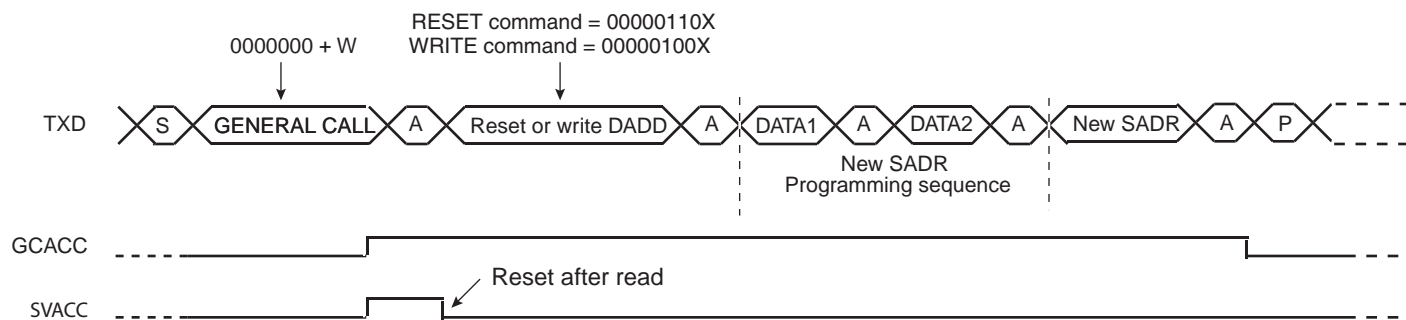 RESET command = 00000110X
0000000 + W
WRITE command = 00000100X
TXD
S
GENERAL CALL
A
Reset or write DADD
A
DATA1
A
DATA2
A
New SADR
A
P
New SADR
Programming sequence
GCACC
Reset after read
SVACC